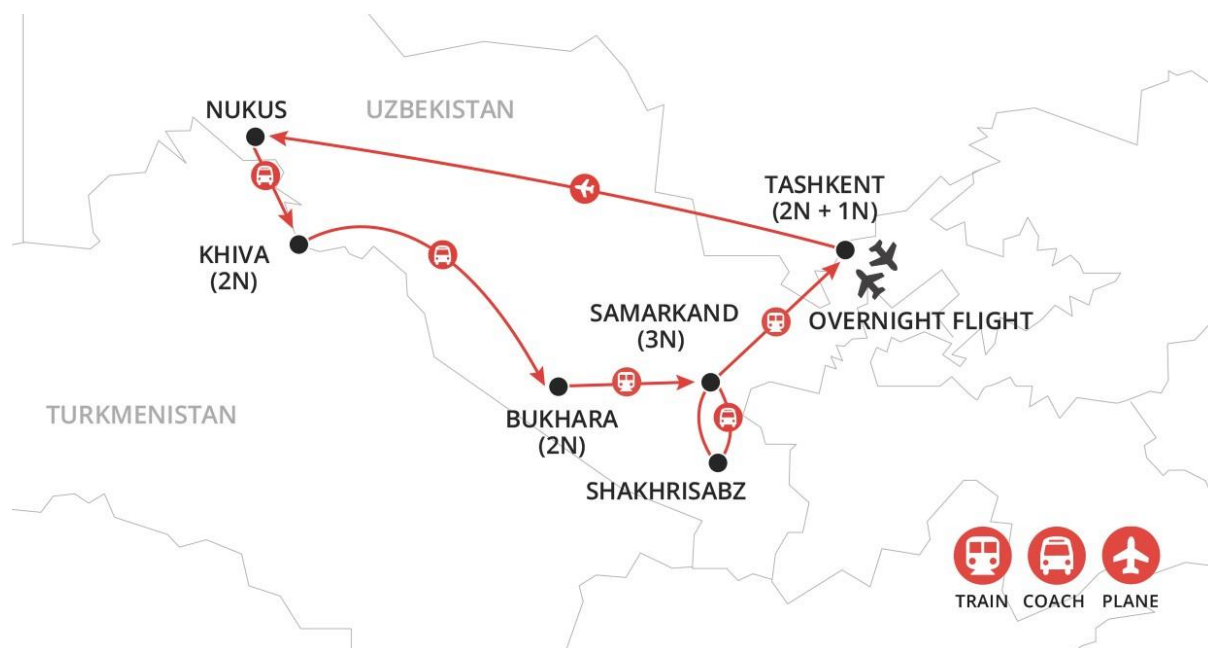 NUKUS
UZBEKISTAN
TASHKENT
(2N + 1N)
KHIVA
(2N)
SAMARKAND
(3N)
OVERNIGHT FLIGHT
TURKMENISTAN
BUKHARA
(2N)
SHAKHRISABZ
TRAIN
COACH
PLANE